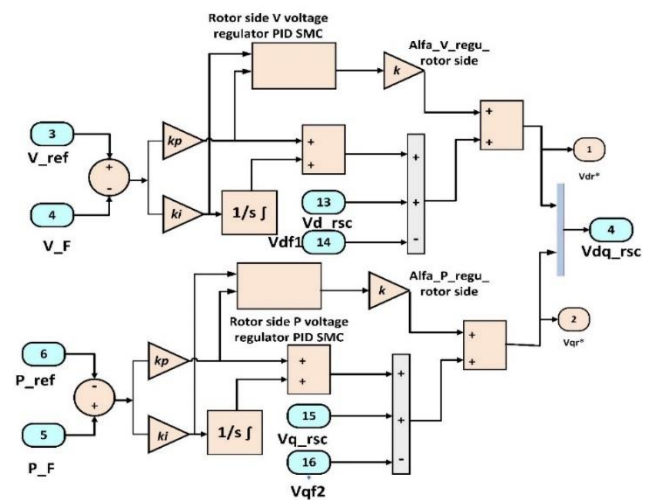 Rotor side V voltage
regulator PID SMC
Alfa_V_regu_
rotor side
k
+
+
3
V_ref
+
-
4
V_F
kp
ki
+
+
1/s ∫
13
Vd_rsc
Vdf1
14
+
+
-
1
Vdr*
4
Vdq_rsc
Alfa_P_regu_
rotor side
k
Rotor side P voltage
regulator PID SMC
+
+
2
Vqr*
6
P_ref
-
+
5
P_F
kp
ki
+
+
1/s ∫
15
Vq_rsc
16
Vqf2
+
+
-